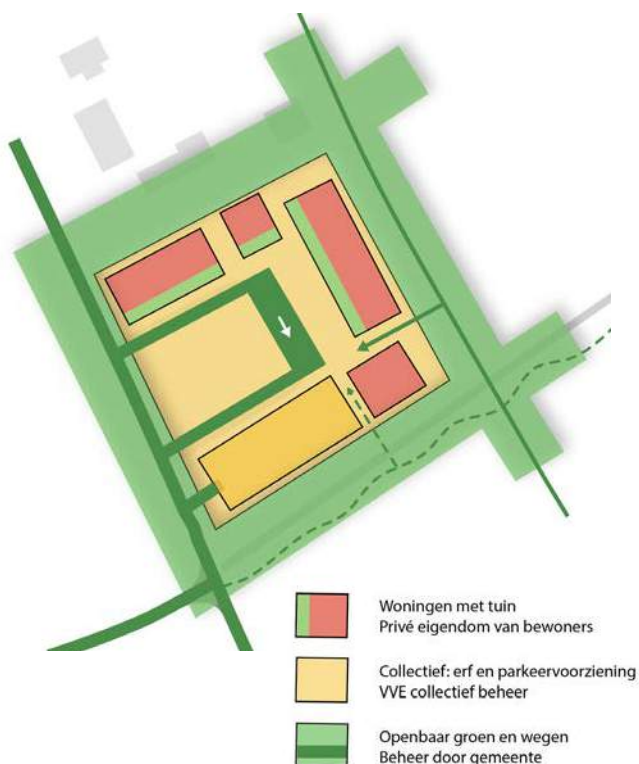 Woningen met tuin
Privé eigendom van bewoners
Collectief: erf en parkeervoorziening
VVE collectief beheer
Openbaar groen en wegen
Beheer door gemeente